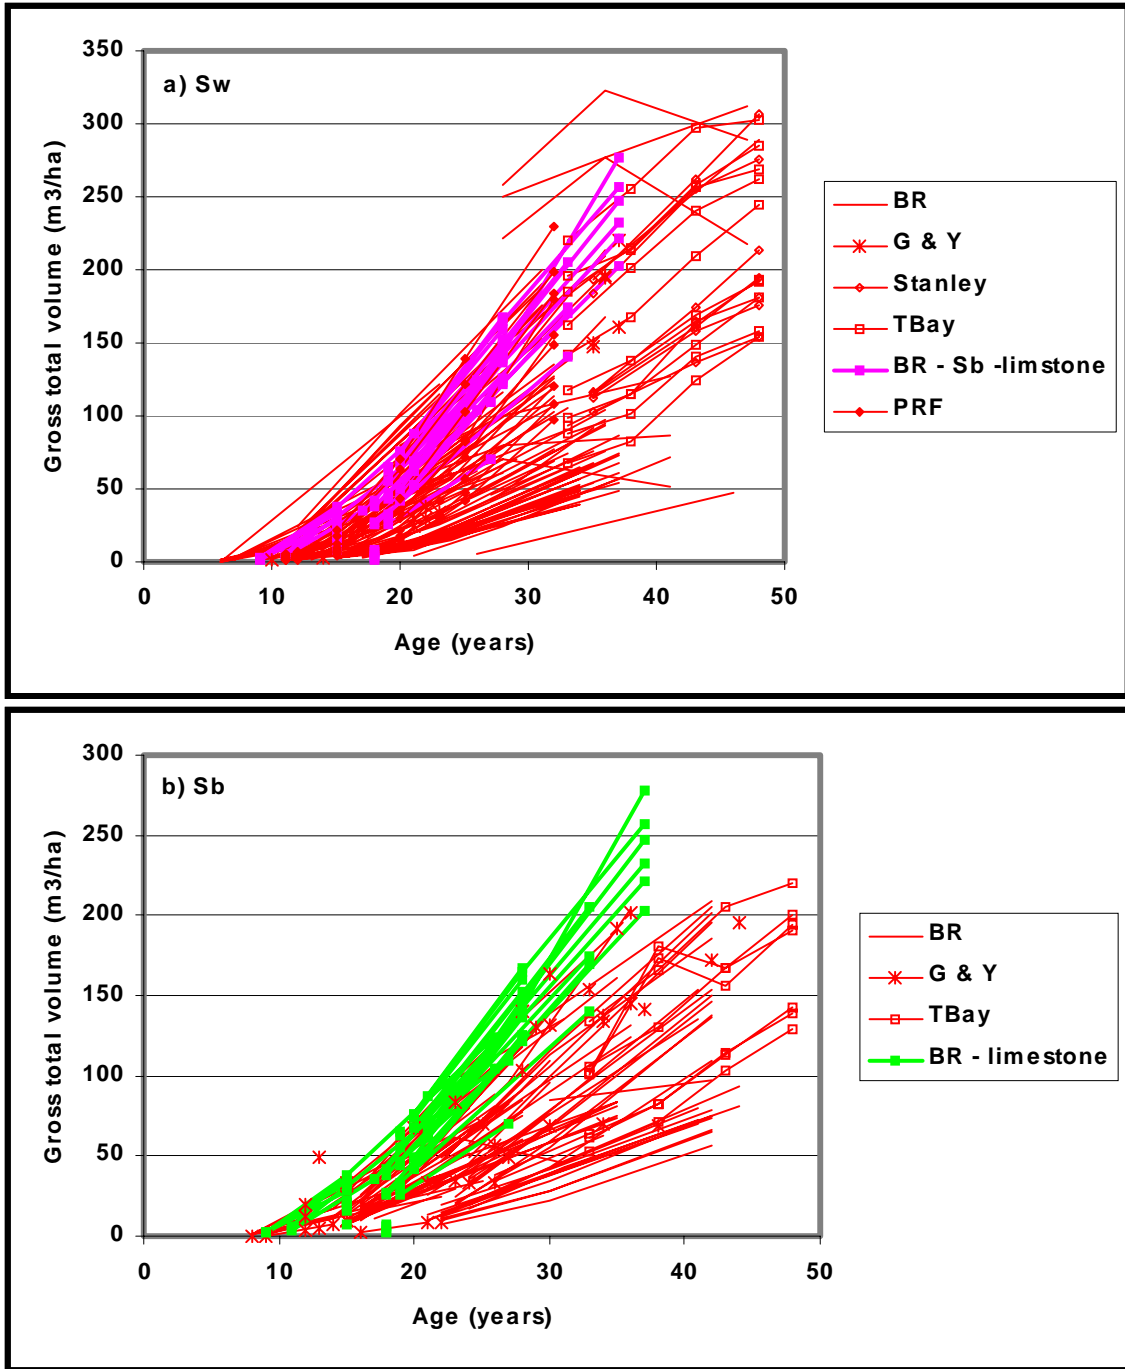 350
300
250
200
150
100
50
0
Gross total volume (m3/ha)
a) Sw
0 10 20 30 40 50
Age (years)
BR
G & Y
Stanley
TBay
BR - Sb -limstone
PRF
300
250
200
150
100
50
0
Gross total volume (m3/ha)
b) Sb
0 10 20 30 40 50
Age (years)
BR
G & Y
TBay
BR - limestone